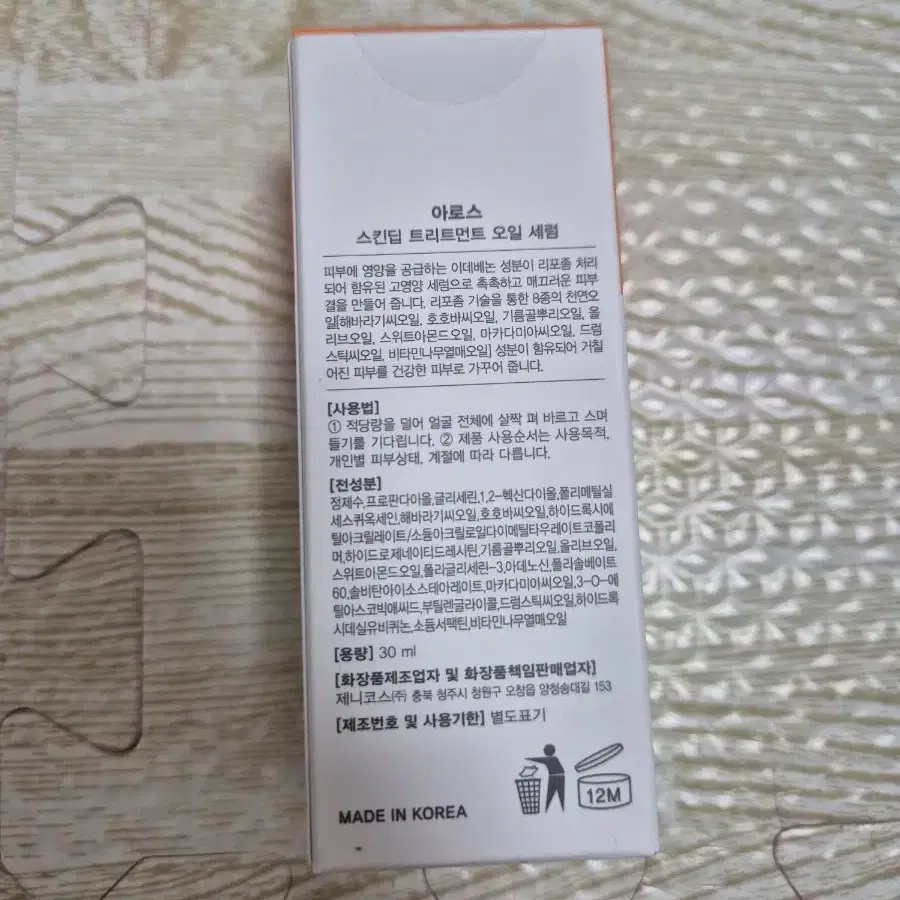 아로스
스킨딥 트리트먼트 오일 세럼
피부에 영양을 공급하는 이데베논 성분이 리포좀 처리
되어 함유된 고영양 세럼으로 촉촉하고 매끄러운 피부
결을 만들어 줍니다. 리포좀 기술을 통한 8종의 천연오
일[해바라기씨오일, 호호바씨오일, 기름골뿌리오일, 올
리브오일, 스위트아몬드오일, 마카다미아씨오일, 드럼
스틱씨오일, 비타민나무열매오일] 성분이 함유되어 거칠
어진 피부를 건강한 피부로 가꾸어 줍니다.
[사용법]
① 적당량을 덜어 얼굴 전체에 살짝 펴 바르고 스며
들기를 기다립니다. ② 제품 사용순서는 사용목적,
개인별 피부상태, 계절에 따라 다릅니다.
[전성분]
정제수,프로판다이올,글리세린,1,2-헥산다이올,폴리메틸실
세스퀴옥세인,해바라기씨오일,호호바씨오일,하이드록시에
틸아크릴레이트/소듐아크릴로일다이메틸타우레이트코폴리
머,하이드로제네이티드레시틴,기름골뿌리오일,올리브오일,
스위트아몬드오일,폴리글리세린-3,아데노신,폴리솔베이트
60,솔비탄아이소스테아레이트,마카다미아씨오일,3-O-에
틸아스코빅애씨드,부틸렌글라이콜,드럼스틱씨오일,하이드록
시데실유비퀴논,소듐서팩틴,비타민나무열매오일
[용량] 30 ml
[화장품제조업자 및 화장품책임판매업자]
제니코스㈜ 충북 청주시 청원구 오창읍 양청송대길 153
[제조번호 및 사용기한] 별도표기
12M
MADE IN KOREA